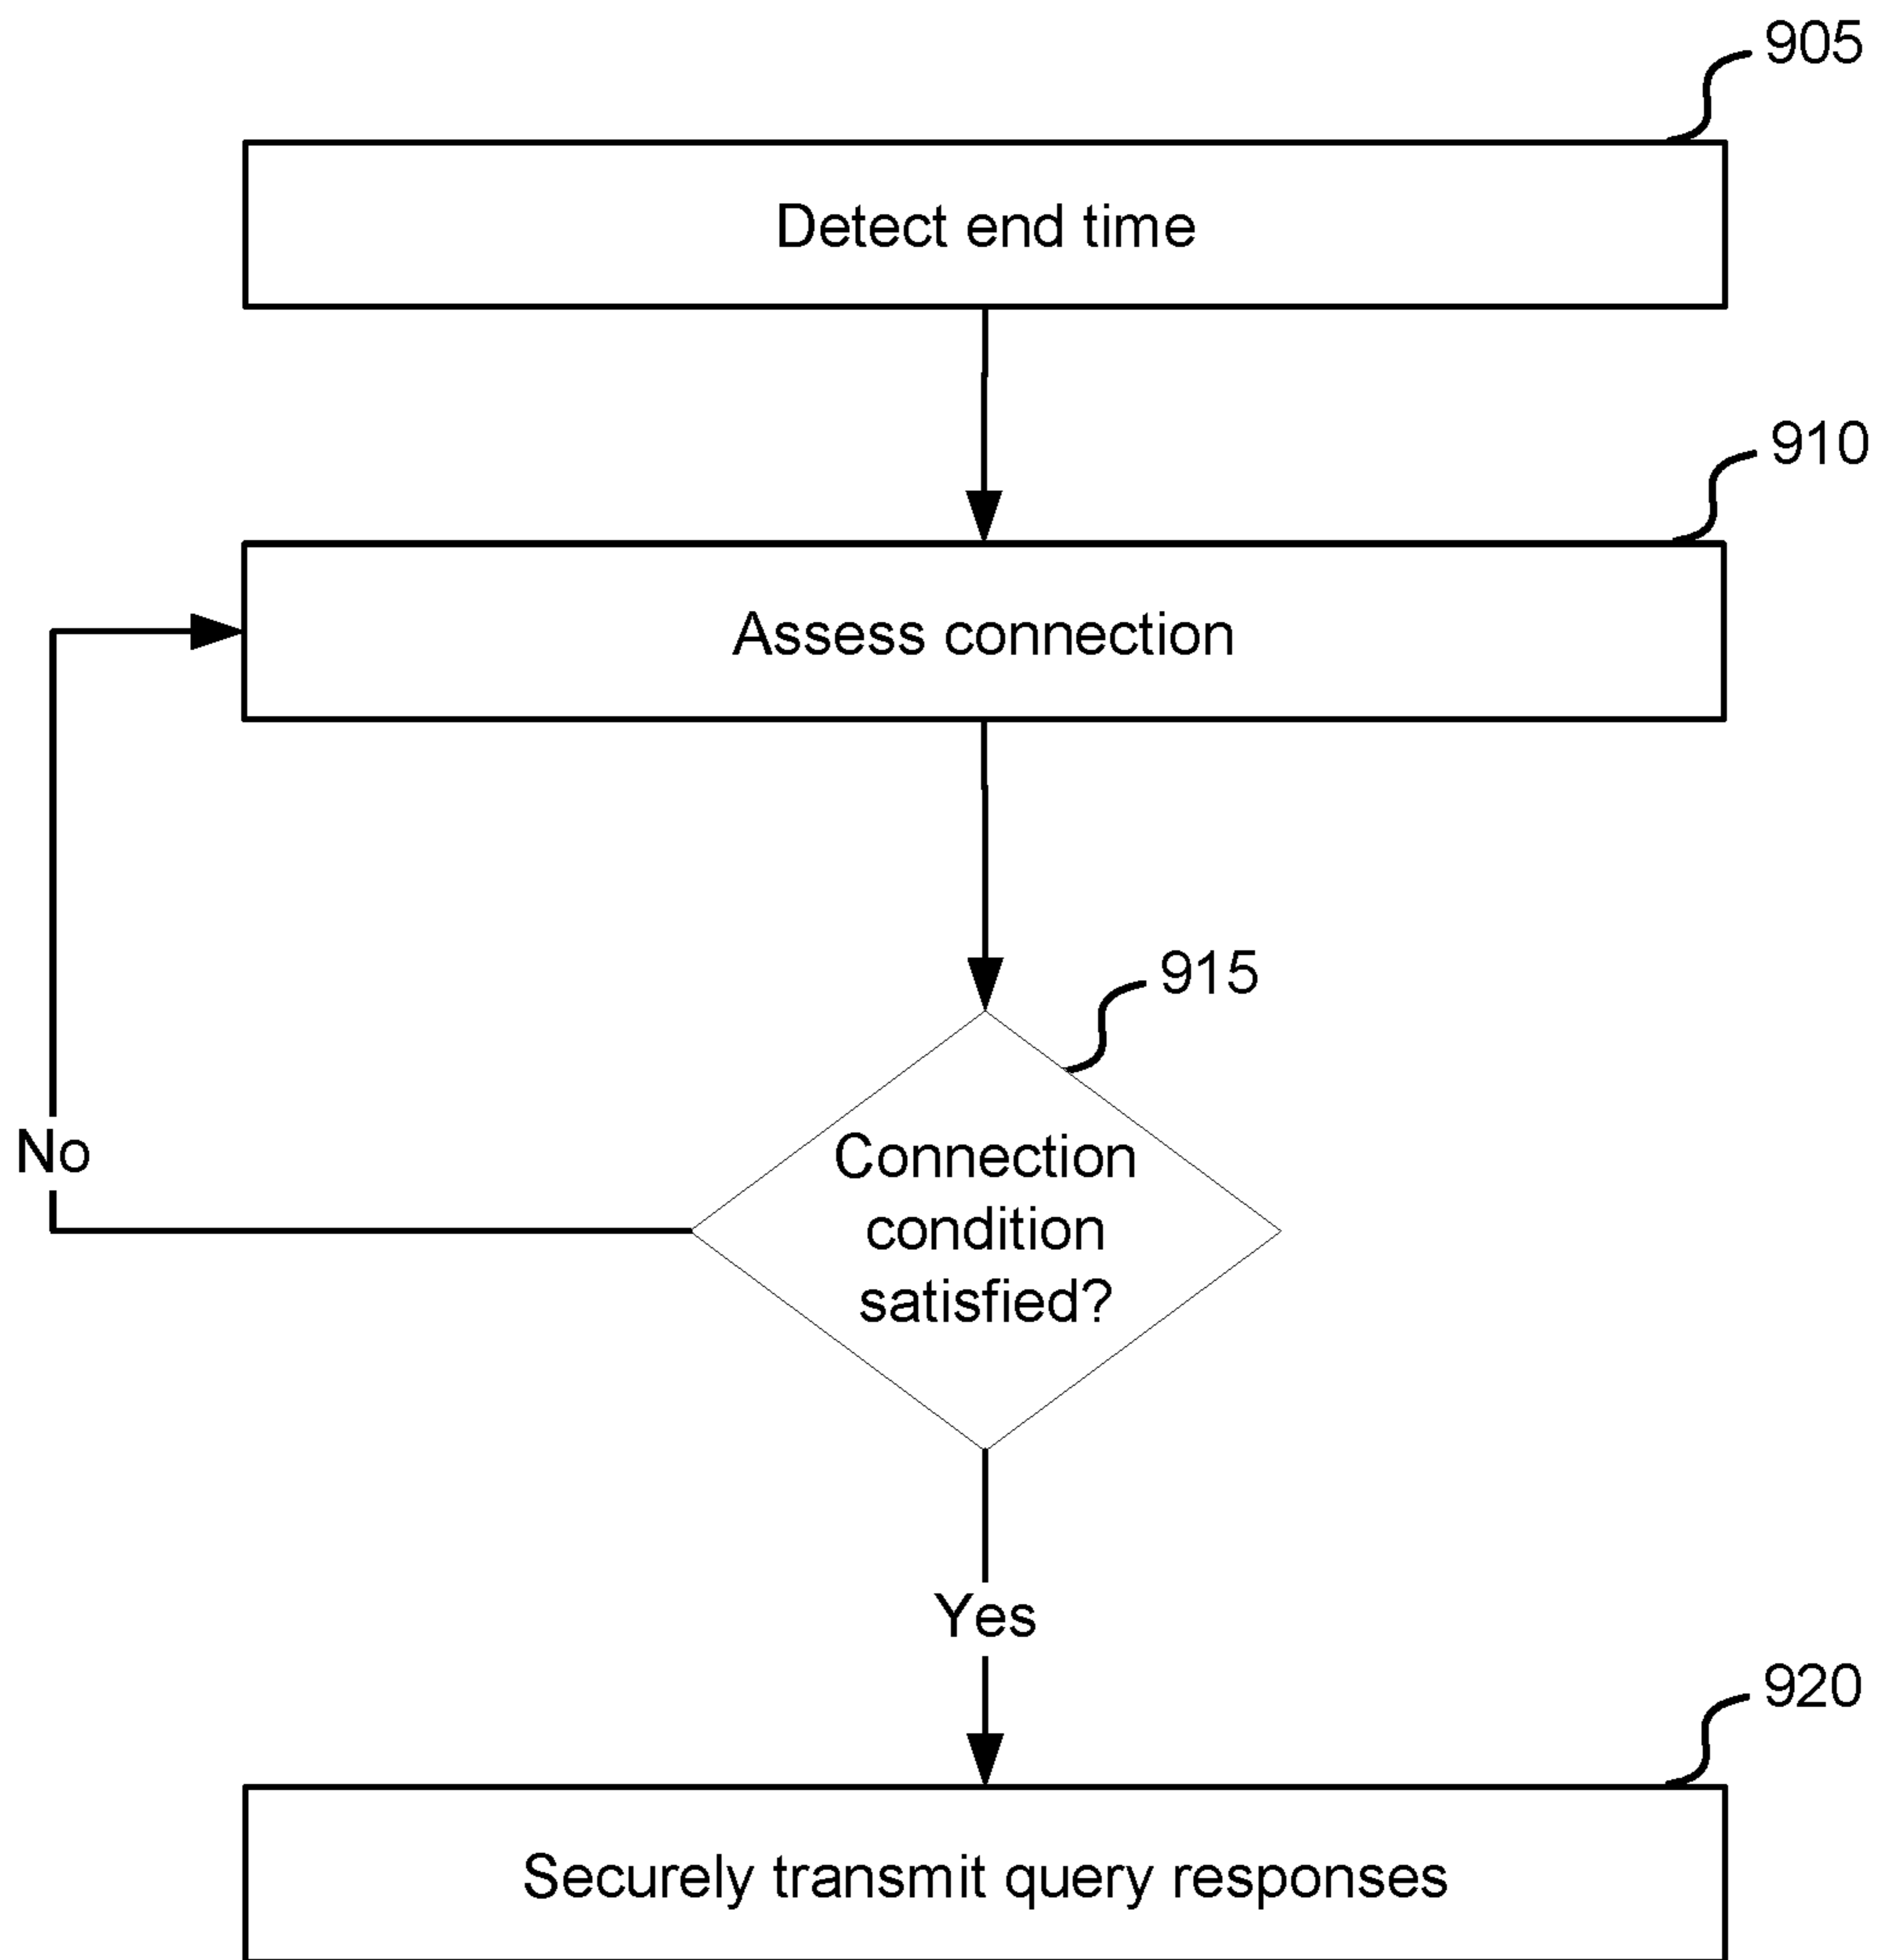 905
Detect end time
910
Assess connection
915
Connection
condition
satisfied?
No
Yes
920
Securely transmit query responses